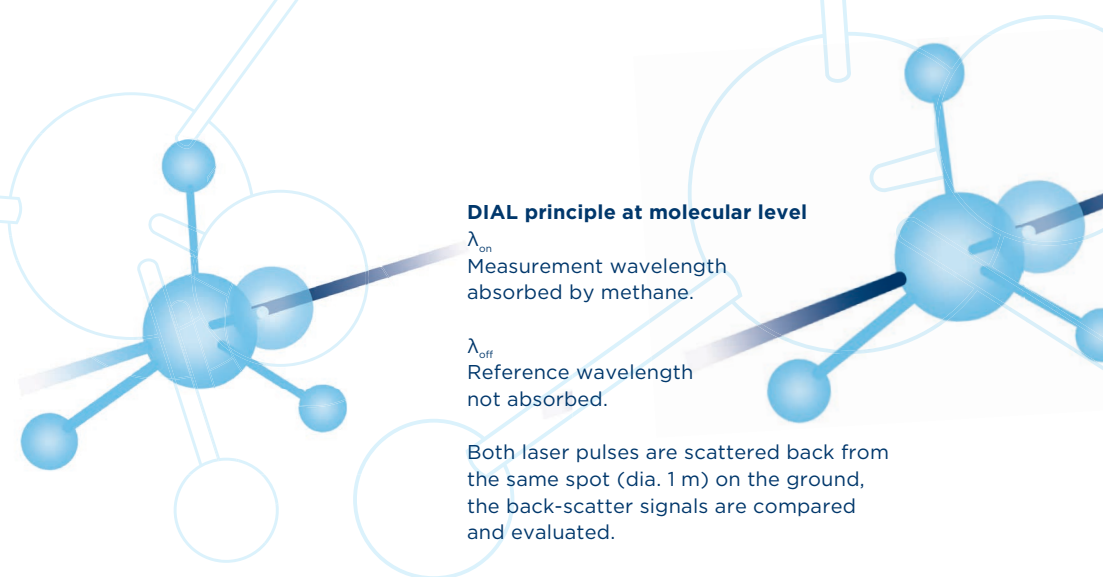 DIAL principle at molecular level
λon
Measurement wavelength
absorbed by methane.
λoff
Reference wavelength
not absorbed.
Both laser pulses are scattered back from
the same spot (dia. 1 m) on the ground,
the back-scatter signals are compared
and evaluated.